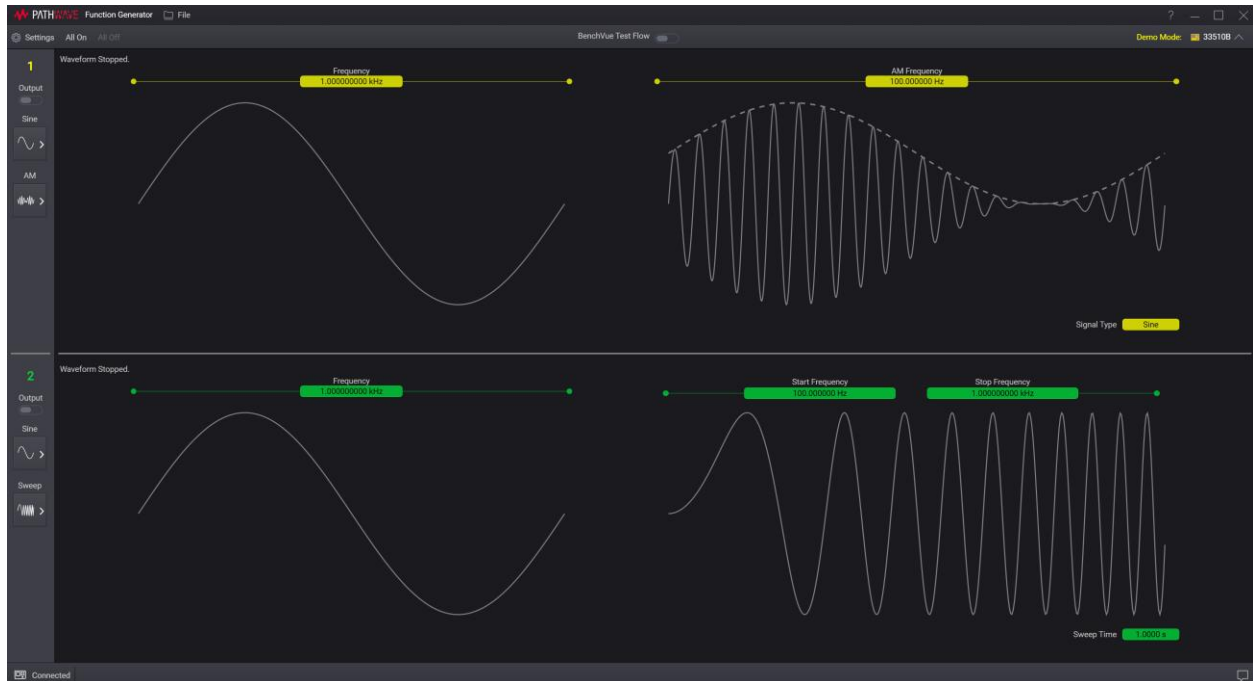 PATHWAVE Function Generator File ?
Settings All On All Off BenchVue Test Flow Demo Mode: 33510B
1
Output
Sine
AM
Waveform Stopped.
Frequency
1.000000000 kHz
AM Frequency
100.000000 Hz
Signal Type Sine
2
Output
Sine
Sweep
Waveform Stopped.
Frequency
1.000000000 kHz
Start Frequency
100.000000 Hz
Stop Frequency
1.000000000 kHz
Sweep Time 1.0000 s
Connected